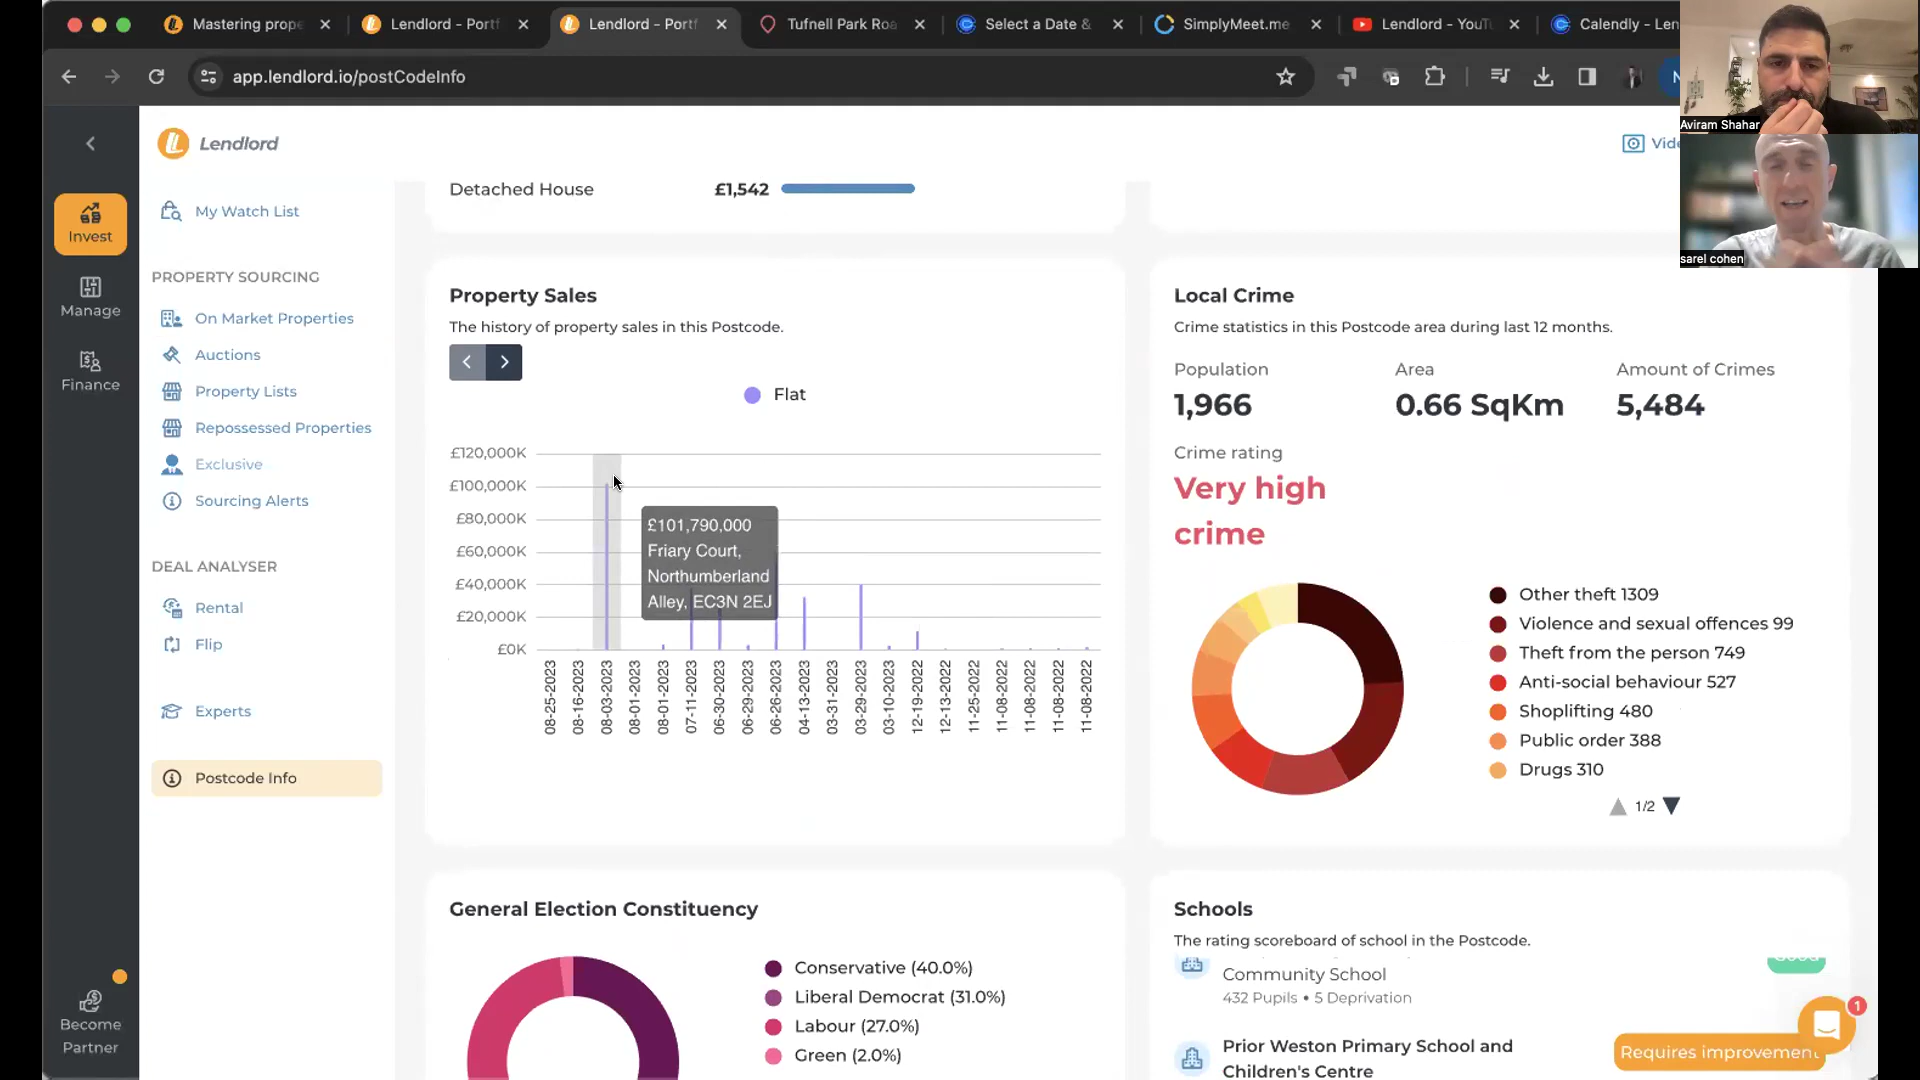 Mastering prope
Lendlord - Portf
Lendlord - Portf
Tufnell Park Roa
Select a Date &
SimplyMeet.me
Lendlord - YouTu
Calendly - Len
app.lendlord.io/postCodeInfo
N
Aviram Shahar
sarel cohen
Lendlord
Vide
Invest
Manage
Finance
Become
Partner
My Watch List
PROPERTY SOURCING
On Market Properties
Auctions
Property Lists
Repossessed Properties
Exclusive
Sourcing Alerts
DEAL ANALYSER
Rental
Flip
Experts
Postcode Info
Detached House £1,542
Property Sales
The history of property sales in this Postcode.
Flat
£120,000K
£100,000K
£80,000K
£60,000K
£40,000K
£20,000K
£0K
£101,790,000
Friary Court,
Northumberland
Alley, EC3N 2EJ
08-25-2023
08-16-2023
08-03-2023
08-01-2023
08-01-2023
07-11-2023
06-30-2023
06-29-2023
06-26-2023
04-13-2023
03-31-2023
03-29-2023
03-10-2023
12-19-2022
12-13-2022
11-25-2022
11-08-2022
11-08-2022
11-08-2022
11-08-2022
Local Crime
Crime statistics in this Postcode area during last 12 months.
Population Area Amount of Crimes
1,966 0.66 SqKm 5,484
Crime rating
Very high
crime
Other theft 1309
Violence and sexual offences 99
Theft from the person 749
Anti-social behaviour 527
Shoplifting 480
Public order 388
Drugs 310
1/2
General Election Constituency
Conservative (40.0%)
Liberal Democrat (31.0%)
Labour (27.0%)
Green (2.0%)
Schools
The rating scoreboard of school in the Postcode.
Good
Community School
432 Pupils • 5 Deprivation
Prior Weston Primary School and
Children's Centre
Requires improvement
1